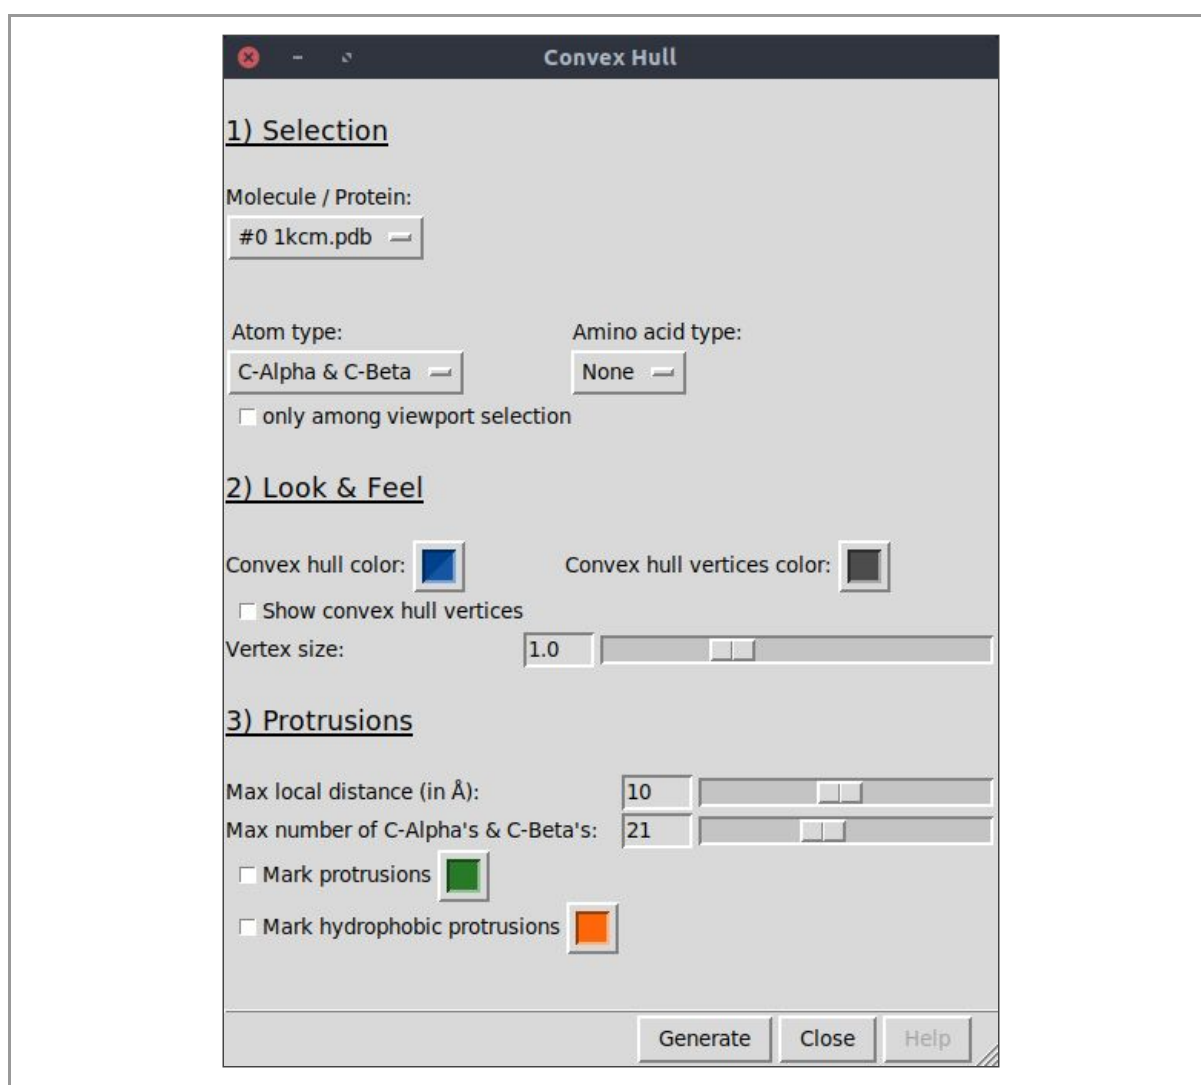 Convex Hull
1) Selection
Molecule / Protein:
#0 1kcm.pdb
Atom type: Amino acid type:
C-Alpha & C-Beta None
only among viewport selection
2) Look & Feel
Convex hull color: Convex hull vertices color:
Show convex hull vertices
Vertex size: 1.0
3) Protrusions
Max local distance (in Å): 10
Max number of C-Alpha's & C-Beta's: 21
Mark protrusions
Mark hydrophobic protrusions
Generate Close Help